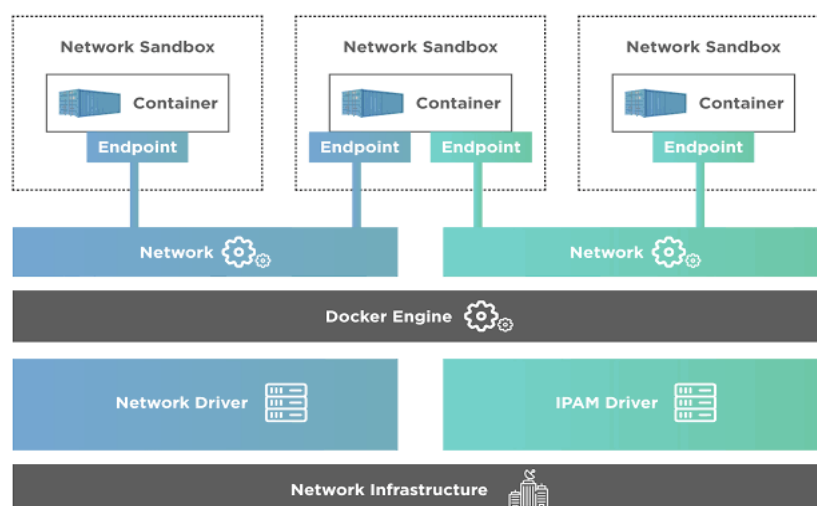 Network Sandbox
Network Sandbox
Network Sandbox
Container
Container
Container
Endpoint
Endpoint
Endpoint
Endpoint
Network
Network
Docker Engine
Network Driver
IPAM Driver
Network Infrastructure